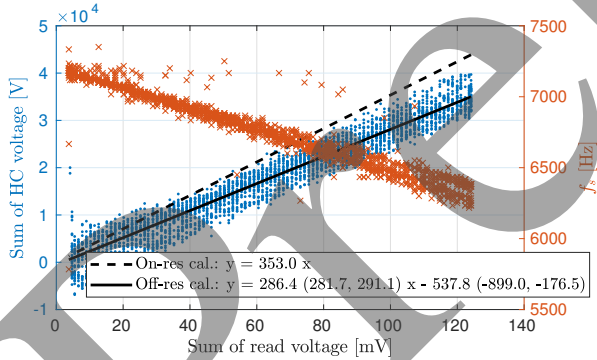 ×10⁴
5
4
3
2
1
0
-1
Sum of HC voltage [V]
7500
7000
6500
6000
5500
f_s [Hz]
On-res cal.: y = 353.0 x
Off-res cal.: y = 286.4 (281.7, 291.1) x - 537.8 (-899.0, -176.5)
0 20 40 60 80 100 120 140
Sum of read voltage [mV]
Pre